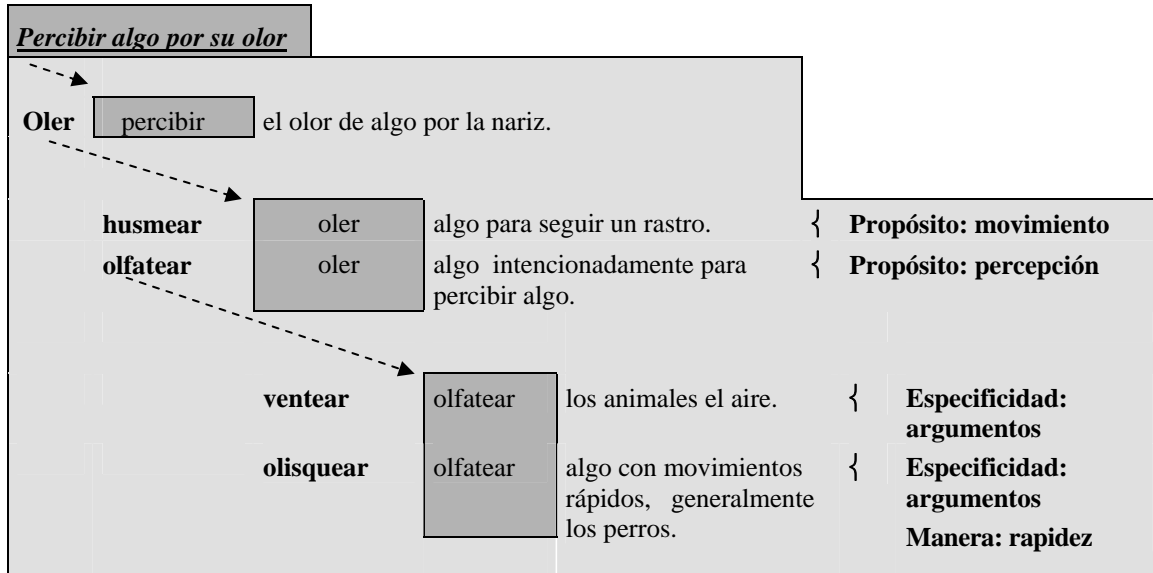 Percibir algo por su olor
Oler percibir el olor de algo por la nariz.
husmear oler algo para seguir un rastro. { Propósito: movimiento
olfatear oler algo intencionadamente para { Propósito: percepción
percibir algo.
ventear olfatear los animales el aire. { Especificidad:
argumentos
olisquear olfatear algo con movimientos { Especificidad:
rápidos, generalmente argumentos
los perros. Manera: rapidez